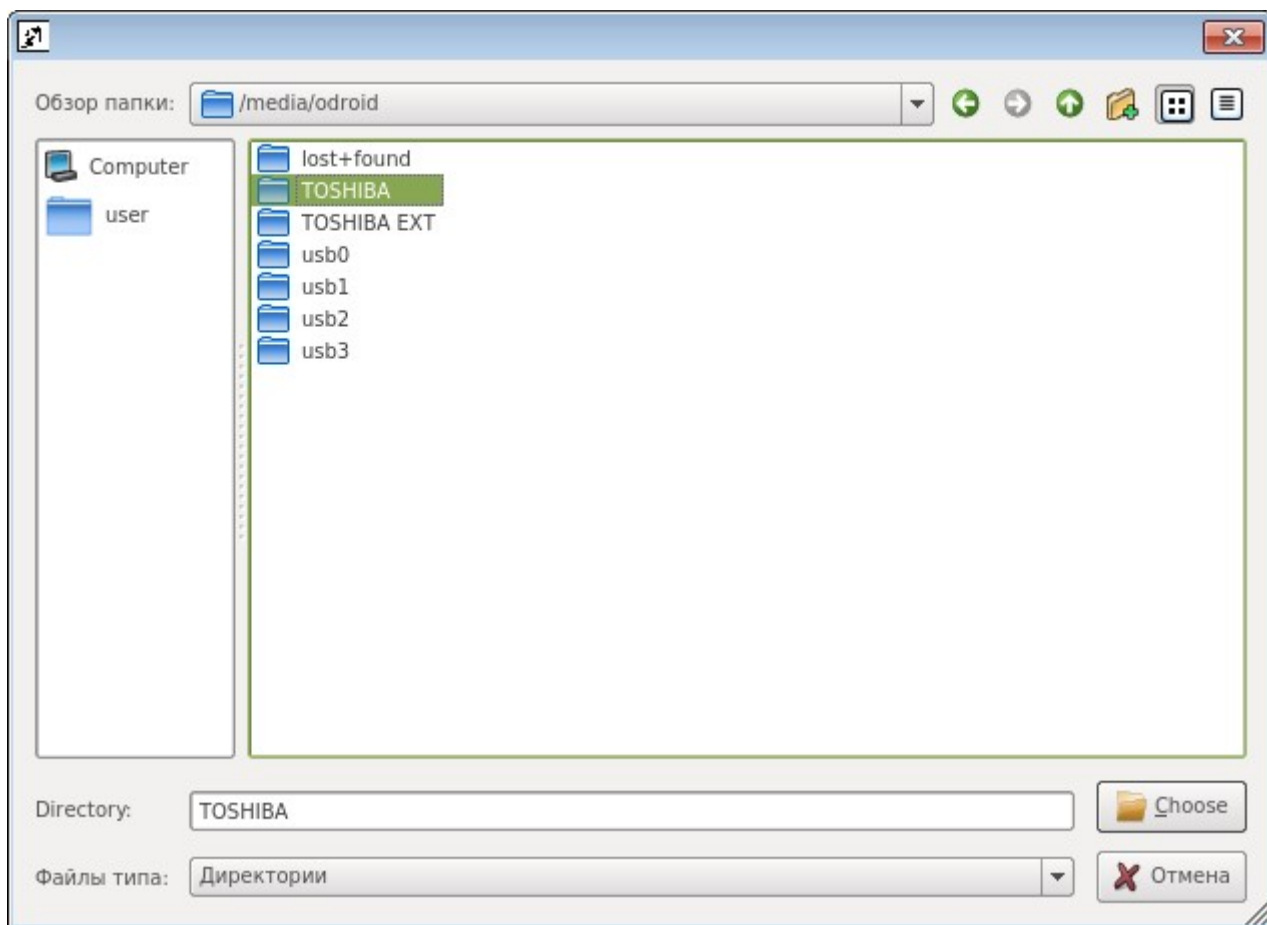 Обзор папки: /media/odroid
Computer
user
lost+found
TOSHIBA
TOSHIBA EXT
usb0
usb1
usb2
usb3
Directory: TOSHIBA Choose
Файлы типа: Директории Отмена